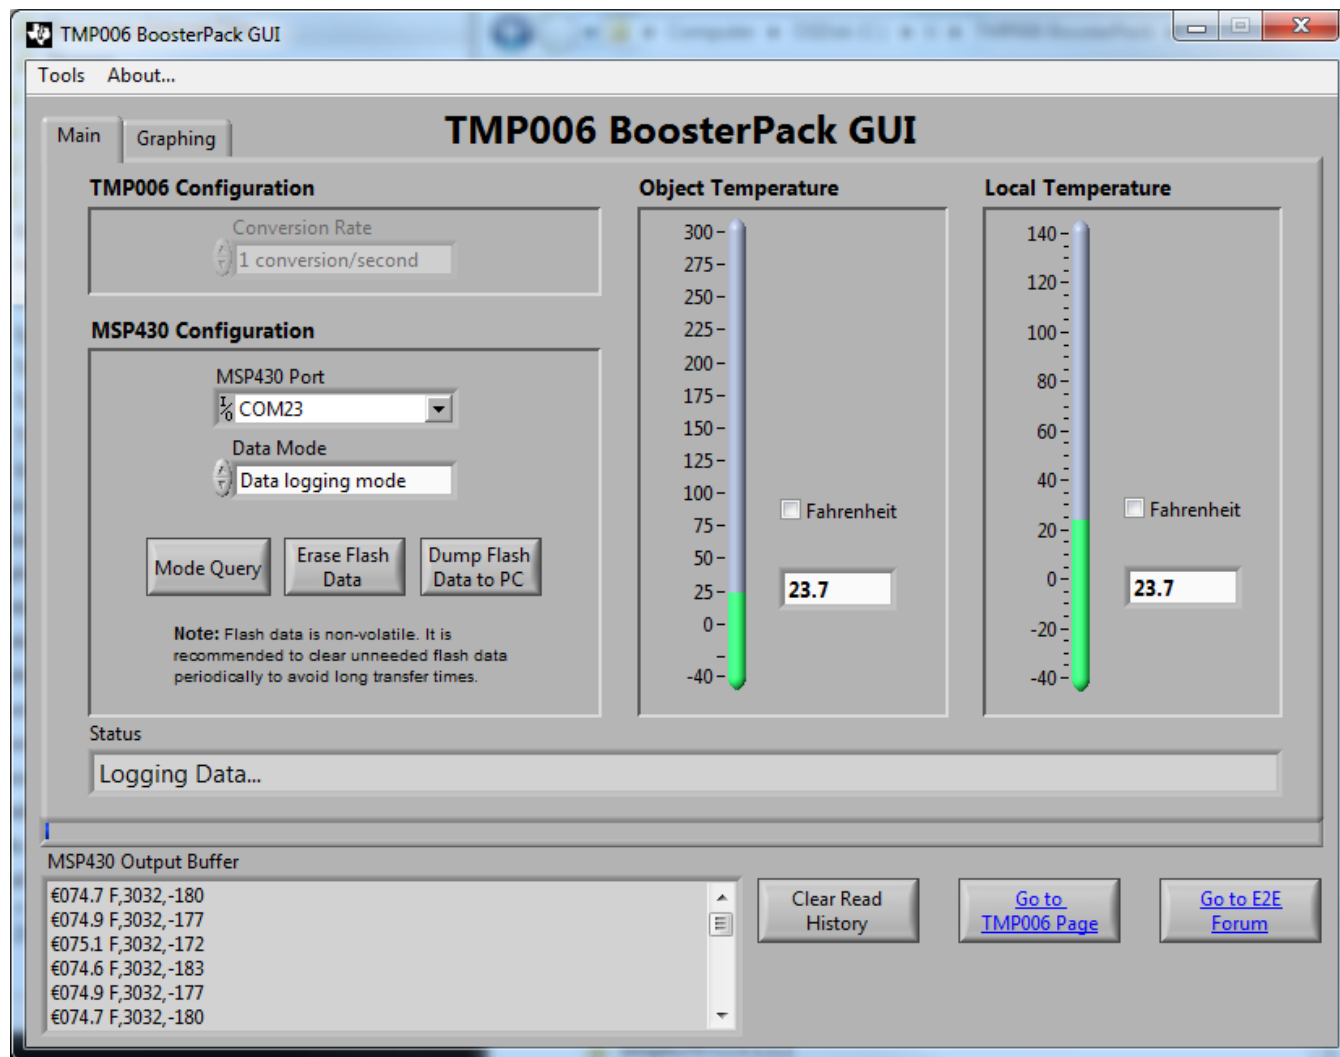 TMP006 BoosterPack GUI
Tools About...
Main
Graphing
TMP006 BoosterPack GUI
TMP006 Configuration
Conversion Rate
1 conversion/second
MSP430 Configuration
MSP430 Port
COM23
Data Mode
Data logging mode
Mode Query
Erase Flash
Data
Dump Flash
Data to PC
Note: Flash data is non-volatile. It is
recommended to clear unneeded flash data
periodically to avoid long transfer times.
Object Temperature
300
275
250
225
200
175
150
125
100
75
50
25
0
-40
Fahrenheit
23.7
Local Temperature
140
120
100
80
60
40
20
0
-20
-40
Fahrenheit
23.7
Status
Logging Data...
MSP430 Output Buffer
€074.7 F,3032,-180
€074.9 F,3032,-177
€075.1 F,3032,-172
€074.6 F,3032,-183
€074.9 F,3032,-177
€074.7 F,3032,-180
Clear Read
History
Go to
TMP006 Page
Go to E2E
Forum